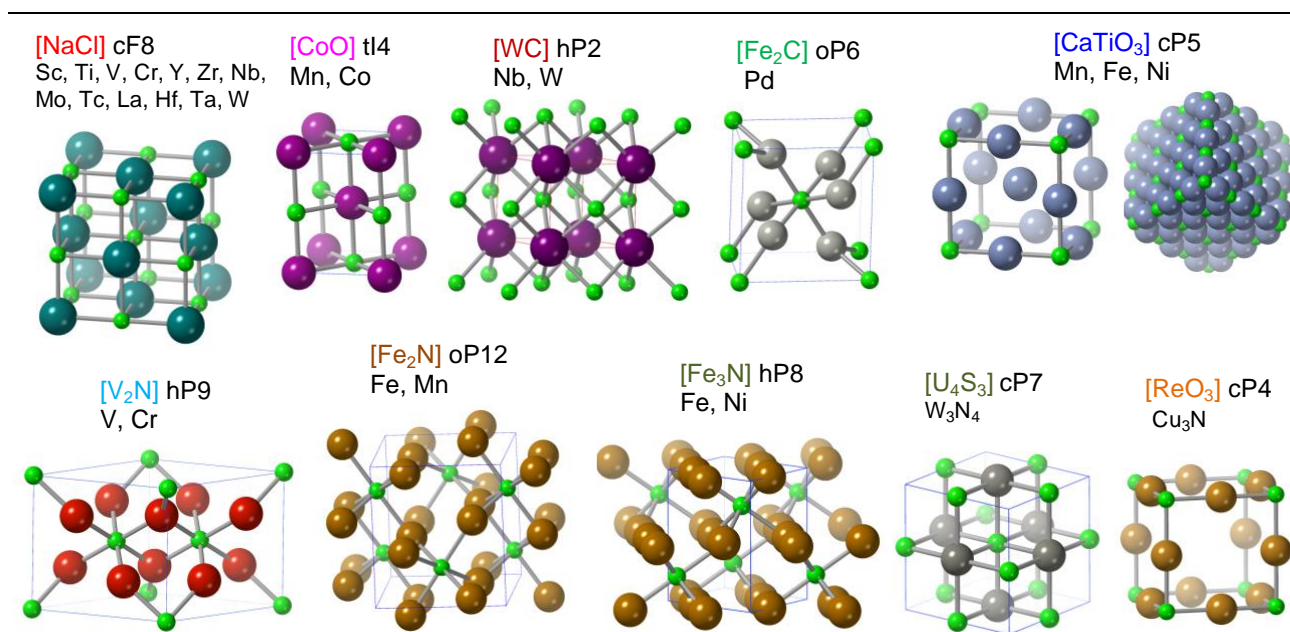 [NaCl] cF8
Sc, Ti, V, Cr, Y, Zr, Nb,
Mo, Tc, La, Hf, Ta, W
[CoO] tI4
Mn, Co
[WC] hP2
Nb, W
[Fe₂C] oP6
Pd
[CaTiO₃] cP5
Mn, Fe, Ni
[V₂N] hP9
V, Cr
[Fe₂N] oP12
Fe, Mn
[Fe₃N] hP8
Fe, Ni
[U₄S₃] cP7
W₃N₄
[ReO₃] cP4
Cu₃N